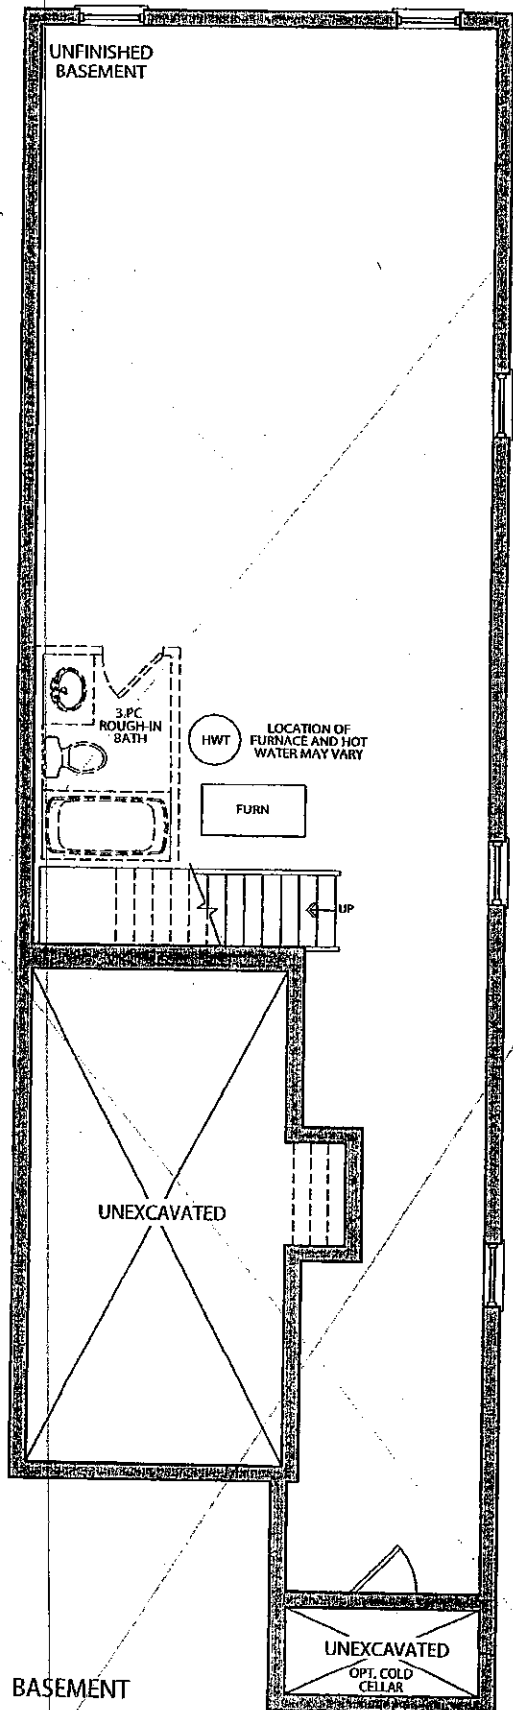 UNFINISHED
BASEMENT
3.PC
ROUGH-IN
BATH
HWT
LOCATION OF
FURNACE AND HOT
WATER MAY VARY
FURN
UP
UNEXCAVATED
UNEXCAVATED
OPT. COLD
CELLAR
BASEMENT